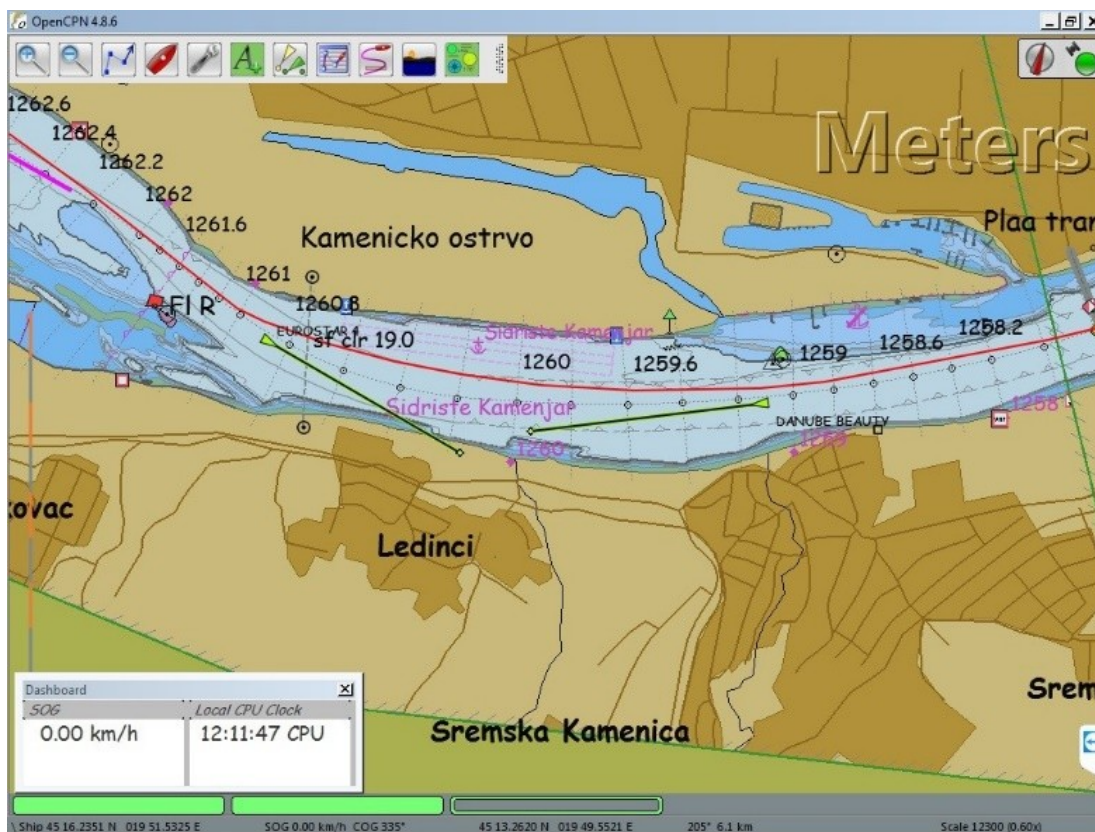 OpenCPN 4.8.6
1262.6
1262.4
1262.2
1262
1261.6
Meters
Kamenicko ostrvo
Plaa tran
1261
1260.8
Fl R
EUROSTAR 4
sf clr 19.0
Sidriste Kamenjar
1260
1259.6
1259
1258.6
1258.2
Sidriste Kamenjar
DANUBE BEAUTY
1258
1260
kovac
Ledinci
Srem
Sremska Kamenica
Dashboard
SOG
Local CPU Clock
0.00 km/h
12:11:47 CPU
Ship 45 16.2351 N 019 51.5325 E
SOG 0.00 km/h COG 335°
45 13.2620 N 019 49.5521 E
205° 6.1 km
Scale 12300 (0.60x)